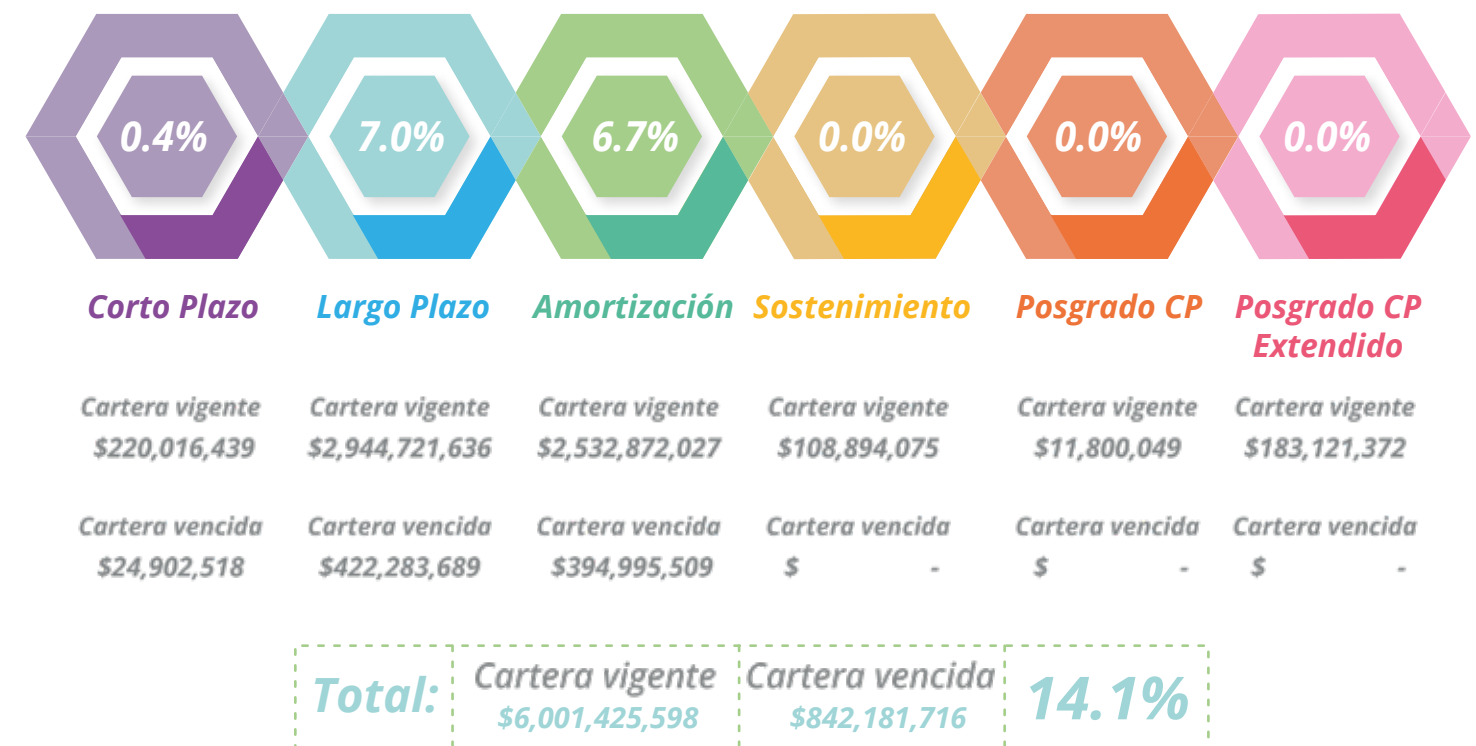 0.4% 7.0% 6.7% 0.0% 0.0% 0.0%
Corto Plazo Largo Plazo Amortización Sostenimiento Posgrado CP Posgrado CP
Extendido
Cartera vigente Cartera vigente Cartera vigente Cartera vigente Cartera vigente Cartera vigente
$220,016,439 $2,944,721,636 $2,532,872,027 $108,894,075 $11,800,049 $183,121,372
Cartera vencida Cartera vencida Cartera vencida Cartera vencida Cartera vencida Cartera vencida
$24,902,518 $422,283,689 $394,995,509 $ - $ - $ -
Total: Cartera vigente Cartera vencida 14.1%
$6,001,425,598 $842,181,716